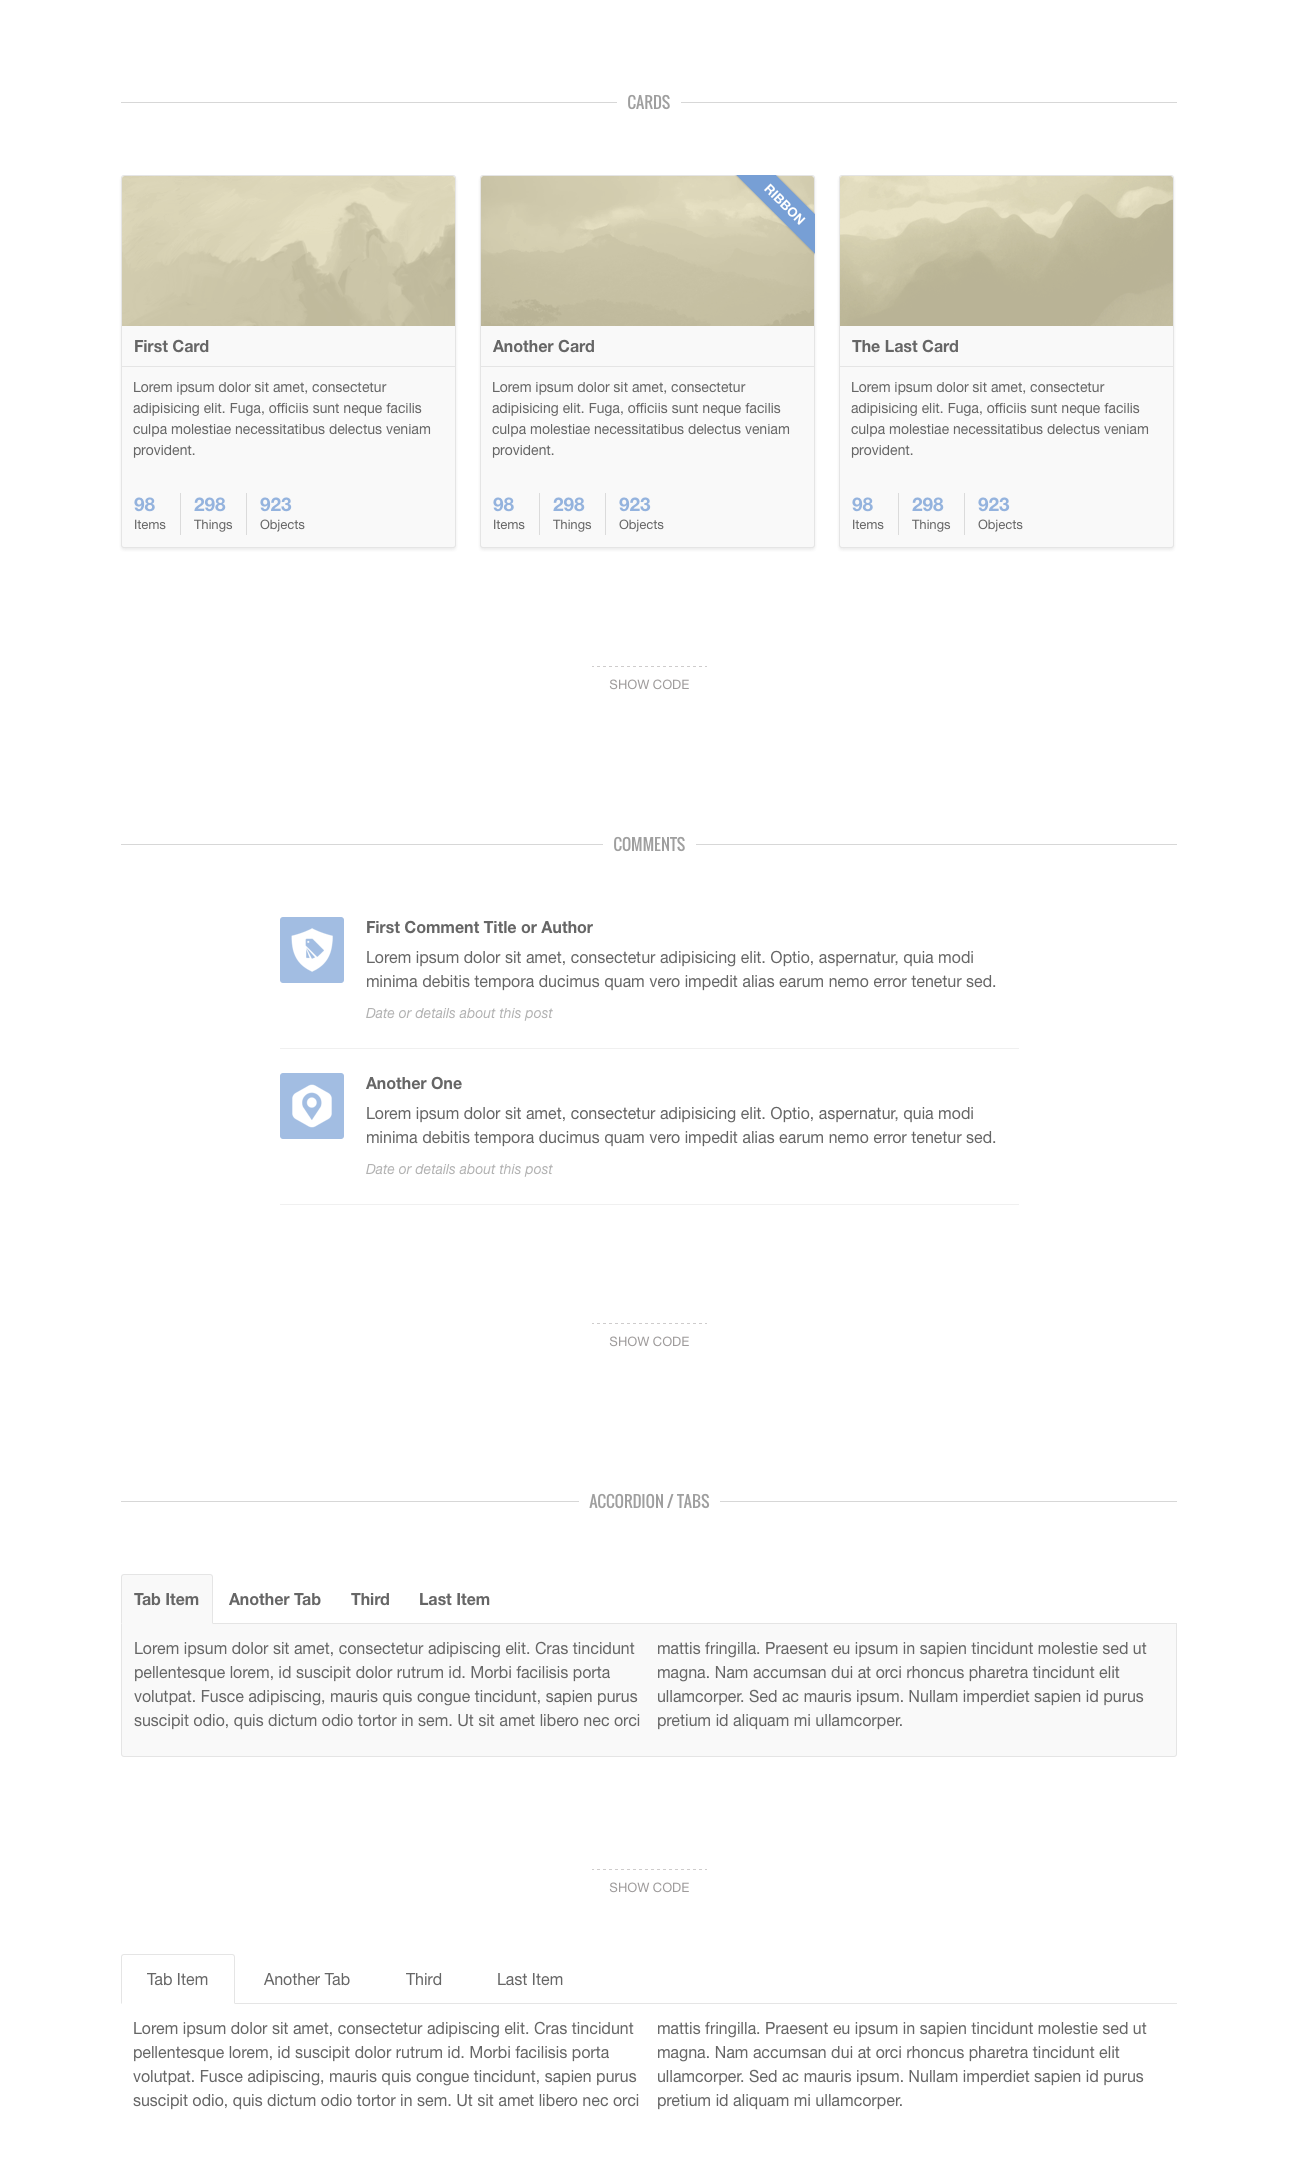 CARDS
RIBBON
First Card
Lorem ipsum dolor sit amet, consectetur
adipisicing elit. Fuga, officiis sunt neque facilis
culpa molestiae necessitatibus delectus veniam
provident.
98 298 923
Items Things Objects
Another Card
Lorem ipsum dolor sit amet, consectetur
adipisicing elit. Fuga, officiis sunt neque facilis
culpa molestiae necessitatibus delectus veniam
provident.
98 298 923
Items Things Objects
The Last Card
Lorem ipsum dolor sit amet, consectetur
adipisicing elit. Fuga, officiis sunt neque facilis
culpa molestiae necessitatibus delectus veniam
provident.
98 298 923
Items Things Objects
SHOW CODE
COMMENTS
First Comment Title or Author
Lorem ipsum dolor sit amet, consectetur adipisicing elit. Optio, aspernatur, quia modi
minima debitis tempora ducimus quam vero impedit alias earum nemo error tenetur sed.
Date or details about this post
Another One
Lorem ipsum dolor sit amet, consectetur adipisicing elit. Optio, aspernatur, quia modi
minima debitis tempora ducimus quam vero impedit alias earum nemo error tenetur sed.
Date or details about this post
SHOW CODE
ACCORDION / TABS
Tab Item Another Tab Third Last Item
Lorem ipsum dolor sit amet, consectetur adipiscing elit. Cras tincidunt
pellentesque lorem, id suscipit dolor rutrum id. Morbi facilisis porta
volutpat. Fusce adipiscing, mauris quis congue tincidunt, sapien purus
suscipit odio, quis dictum odio tortor in sem. Ut sit amet libero nec orci
mattis fringilla. Praesent eu ipsum in sapien tincidunt molestie sed ut
magna. Nam accumsan dui at orci rhoncus pharetra tincidunt elit
ullamcorper. Sed ac mauris ipsum. Nullam imperdiet sapien id purus
pretium id aliquam mi ullamcorper.
SHOW CODE
Tab Item Another Tab Third Last Item
Lorem ipsum dolor sit amet, consectetur adipiscing elit. Cras tincidunt
pellentesque lorem, id suscipit dolor rutrum id. Morbi facilisis porta
volutpat. Fusce adipiscing, mauris quis congue tincidunt, sapien purus
suscipit odio, quis dictum odio tortor in sem. Ut sit amet libero nec orci
mattis fringilla. Praesent eu ipsum in sapien tincidunt molestie sed ut
magna. Nam accumsan dui at orci rhoncus pharetra tincidunt elit
ullamcorper. Sed ac mauris ipsum. Nullam imperdiet sapien id purus
pretium id aliquam mi ullamcorper.